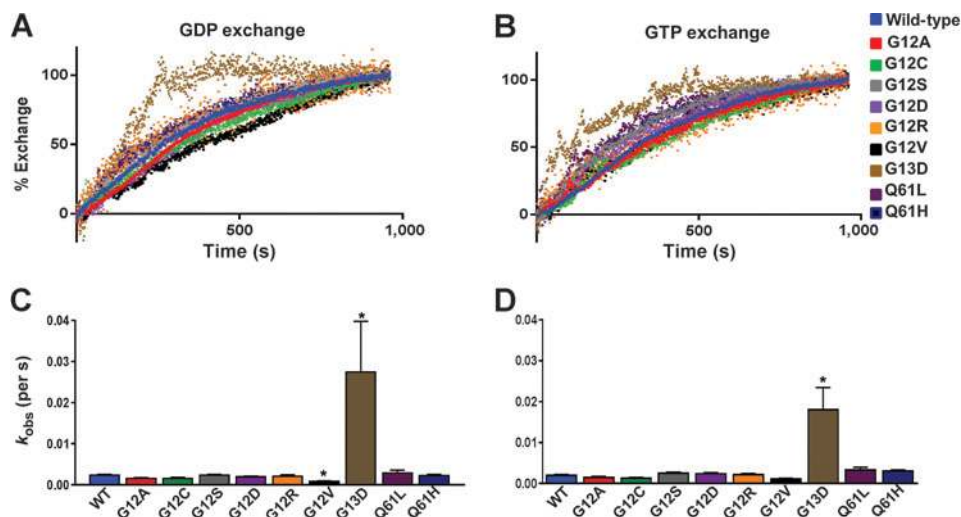 A
GDP exchange
% Exchange
100
50
0
500
1,000
Time (s)
B
GTP exchange
100
50
0
500
1,000
Time (s)
Wild-type
G12A
G12C
G12S
G12D
G12R
G12V
G13D
Q61L
Q61H
C
kobs (per s)
0.04
0.03
0.02
0.01
0.00
*
*
WT
G12A
G12C
G12S
G12D
G12R
G12V
G13D
Q61L
Q61H
D
0.04
0.03
0.02
0.01
0.00
*
WT
G12A
G12C
G12S
G12D
G12R
G12V
G13D
Q61L
Q61H